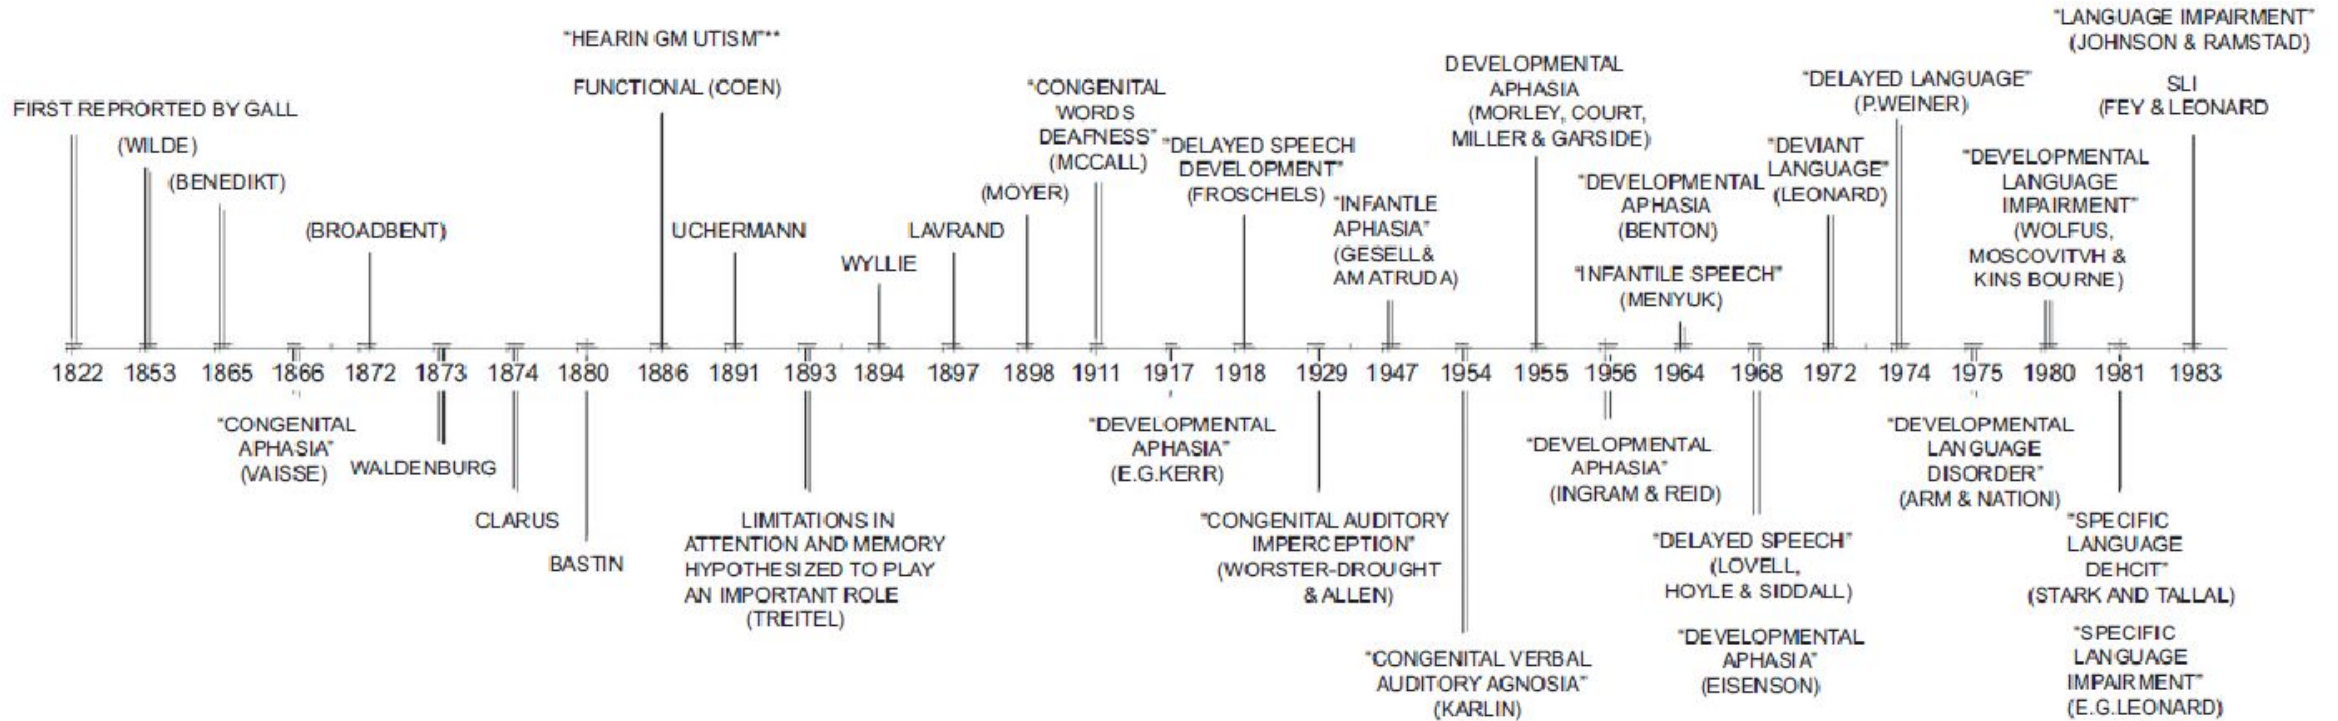 "LANGUAGE IMPAIRMENT"
(JOHNSON & RAMSTAD)
"HEARIN GM UTISM"**
FUNCTIONAL (COEN)
FIRST REPRORTED BY GALL
(WILDE)
(BENEDIKT)
(BROADBENT)
UCHERMANN
WYLLIE
LAVRAND
(MOYER)
"CONGENITAL
WORDS
DEAFNESS"
(MCCALL)
"DELAYED SPEECH
DEVELOPMENT"
(FROSCHELS)
"INFANTLE
APHASIA"
(GESELL&
AMATRUDA)
DEVELOPMENTAL
APHASIA
(MORLEY, COURT,
MILLER & GARSIDE)
"DEVELOPMENTAL
APHASIA
(BENTON)
"INFANTILE SPEECH"
(MENYUK)
"DEVIANT
LANGUAGE"
(LEONARD)
"DELAYED LANGUAGE"
(P.WEINER)
"DEVELOPMENTAL
LANGUAGE
IMPAIRMENT"
(WOLFUS,
MOSCOVITVH &
KINS BOURNE)
SLI
(FEY & LEONARD
1822 1853 1865 1866 1872 1873 1874 1880 1886 1891 1893 1894 1897 1898 1911 1917 1918 1929 1947 1954 1955 1956 1964 1968 1972 1974 1975 1980 1981 1983
"CONGENITAL
APHASIA"
(VAISSE)
WALDENBURG
CLARUS
BASTIN
LIMITATIONS IN
ATTENTION AND MEMORY
HYPOTHESIZED TO PLAY
AN IMPORTANT ROLE
(TREITEL)
"DEVELOPMENTAL
APHASIA"
(E.G.KERR)
"CONGENITAL AUDITORY
IMPERCEPTION"
(WORSTER-DROUGHT
& ALLEN)
"CONGENITAL VERBAL
AUDITORY AGNOSIA"
(KARLIN)
"DEVELOPMENTAL
APHASIA"
(INGRAM & REID)
"DELAYED SPEECH"
(LOVELL,
HOYLE & SIDDALL)
"DEVELOPMENTAL
APHASIA"
(EISENSON)
"DEVELOPMENTAL
LANGUAGE
DISORDER"
(ARM & NATION)
"SPECIFIC
LANGUAGE
DEHCIT"
(STARK AND TALLAL)
"SPECIFIC
LANGUAGE
IMPAIRMENT"
(E.G.LEONARD)